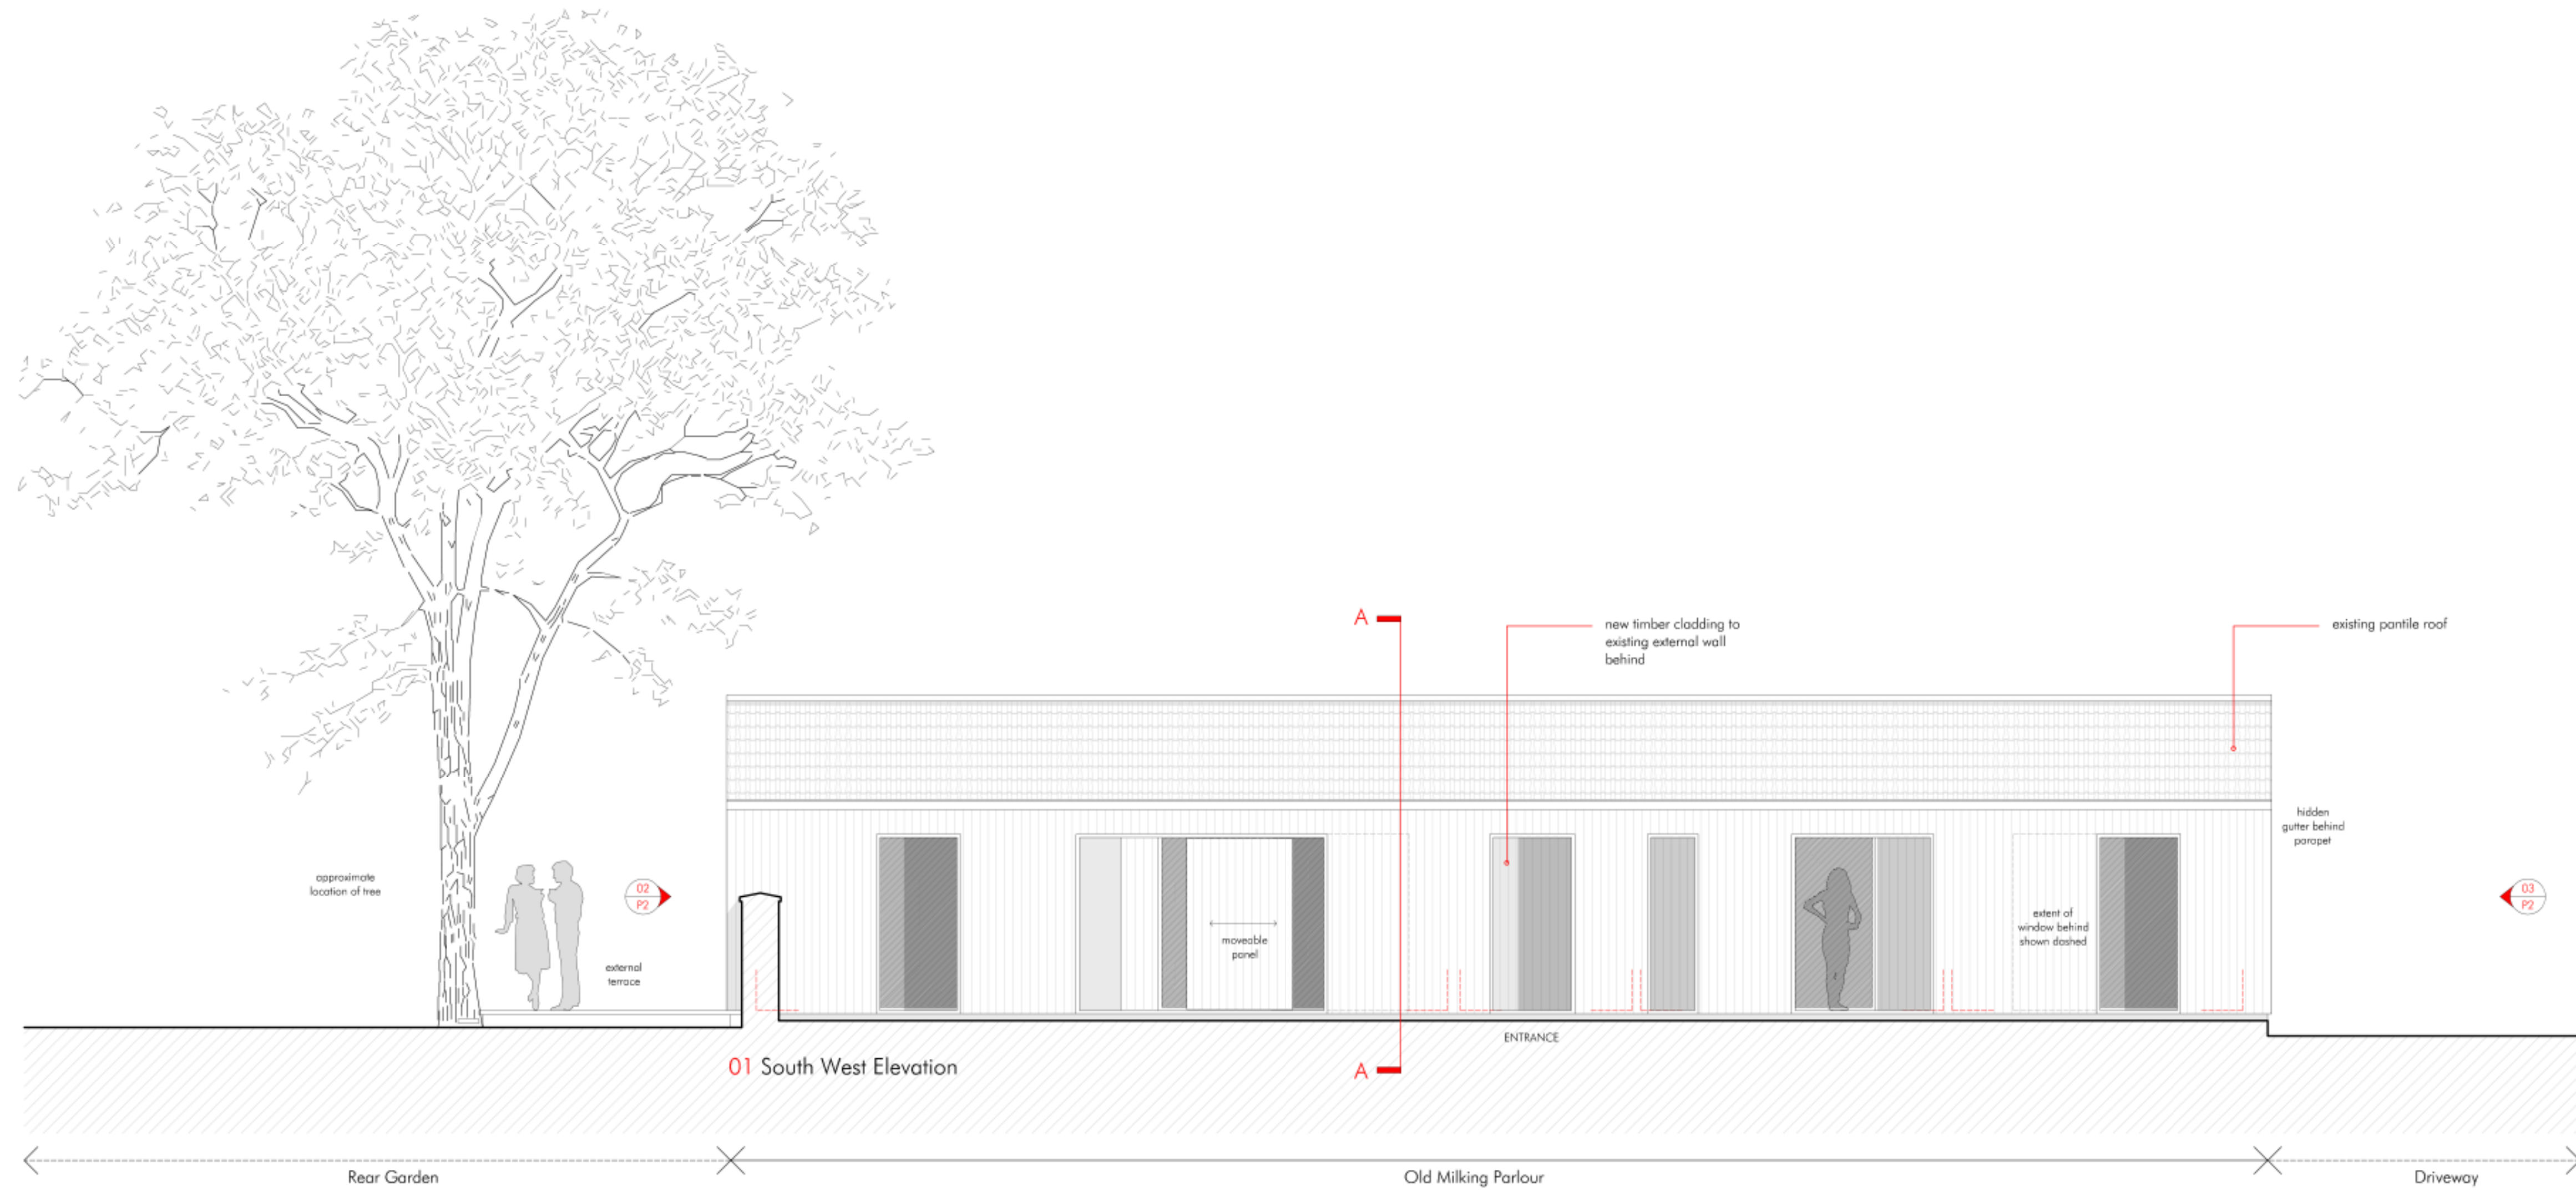 A
new timber cladding to
existing external wall
behind
existing pantile roof
hidden
gutter behind
parapet
approximate
location of tree
02
P2
03
P2
external
terrace
moveable
panel
extent of
window behind
shown dashed
ENTRANCE
01 South West Elevation
A
Rear Garden
Old Milking Parlour
Driveway